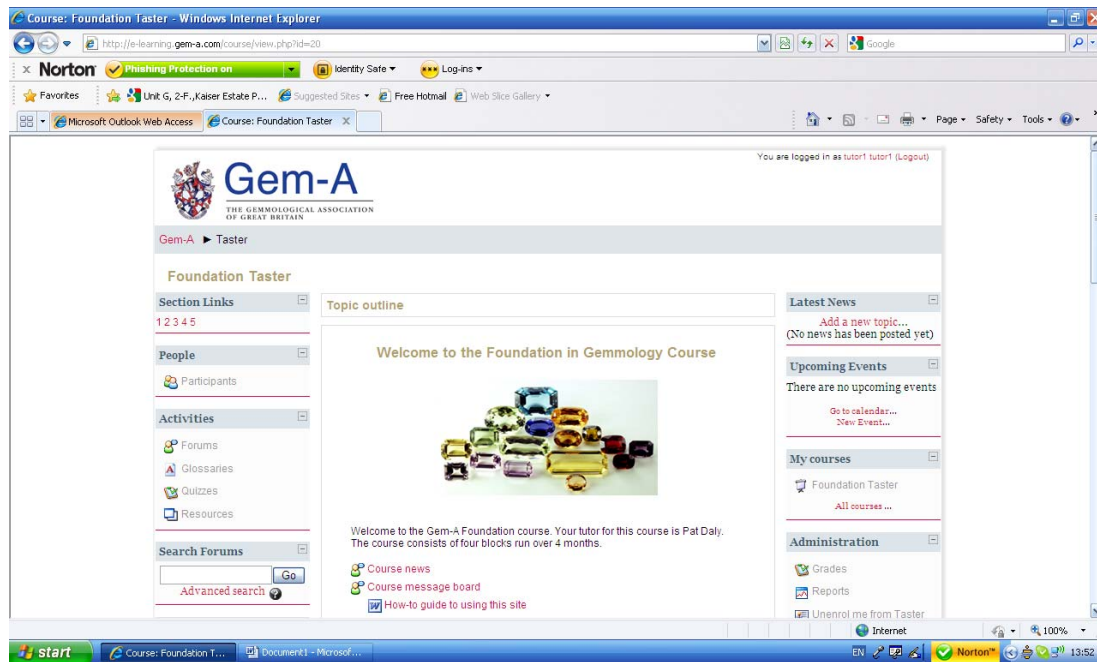 Course: Foundation Taster - Windows Internet Explorer
http://e-learning.gem-a.com/course/view.php?id=20
Google
x Norton Phishing Protection on Identity Safe Log-ins
Favorites Unit G, 2-F.,Kaiser Estate P... Suggested Sites Free Hotmail Web Slice Gallery
Microsoft Outlook Web Access Course: Foundation Taster X Page Safety Tools
You are logged in as tutor1 tutor1 (Logout)
Gem-A
THE GEMMOLOGICAL ASSOCIATION
OF GREAT BRITAIN
Gem-A ► Taster
Foundation Taster
Section Links
1 2 3 4 5
People
Participants
Activities
Forums
Glossaries
Quizzes
Resources
Search Forums
Go
Advanced search
Topic outline
Welcome to the Foundation in Gemmology Course
Welcome to the Gem-A Foundation course. Your tutor for this course is Pat Daly.
The course consists of four blocks run over 4 months.
Course news
Course message board
How-to guide to using this site
Latest News
Add a new topic...
(No news has been posted yet)
Upcoming Events
There are no upcoming events
Go to calendar...
New Event...
My courses
Foundation Taster
All courses ...
Administration
Grades
Reports
Unenrol me from Taster
Internet 100%
start Course: Foundation T... Document1 - Microsof... EN Norton™ 13:52